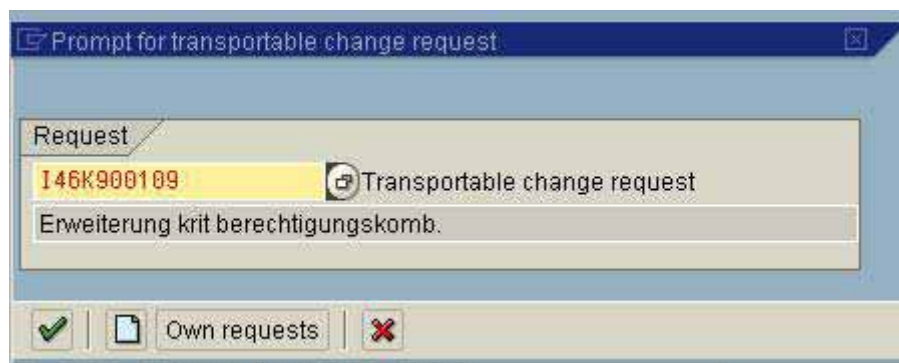 Prompt for transportable change request
Request
I46K900109 Transportable change request
Erweiterung krit berechtigungskomb.
Own requests